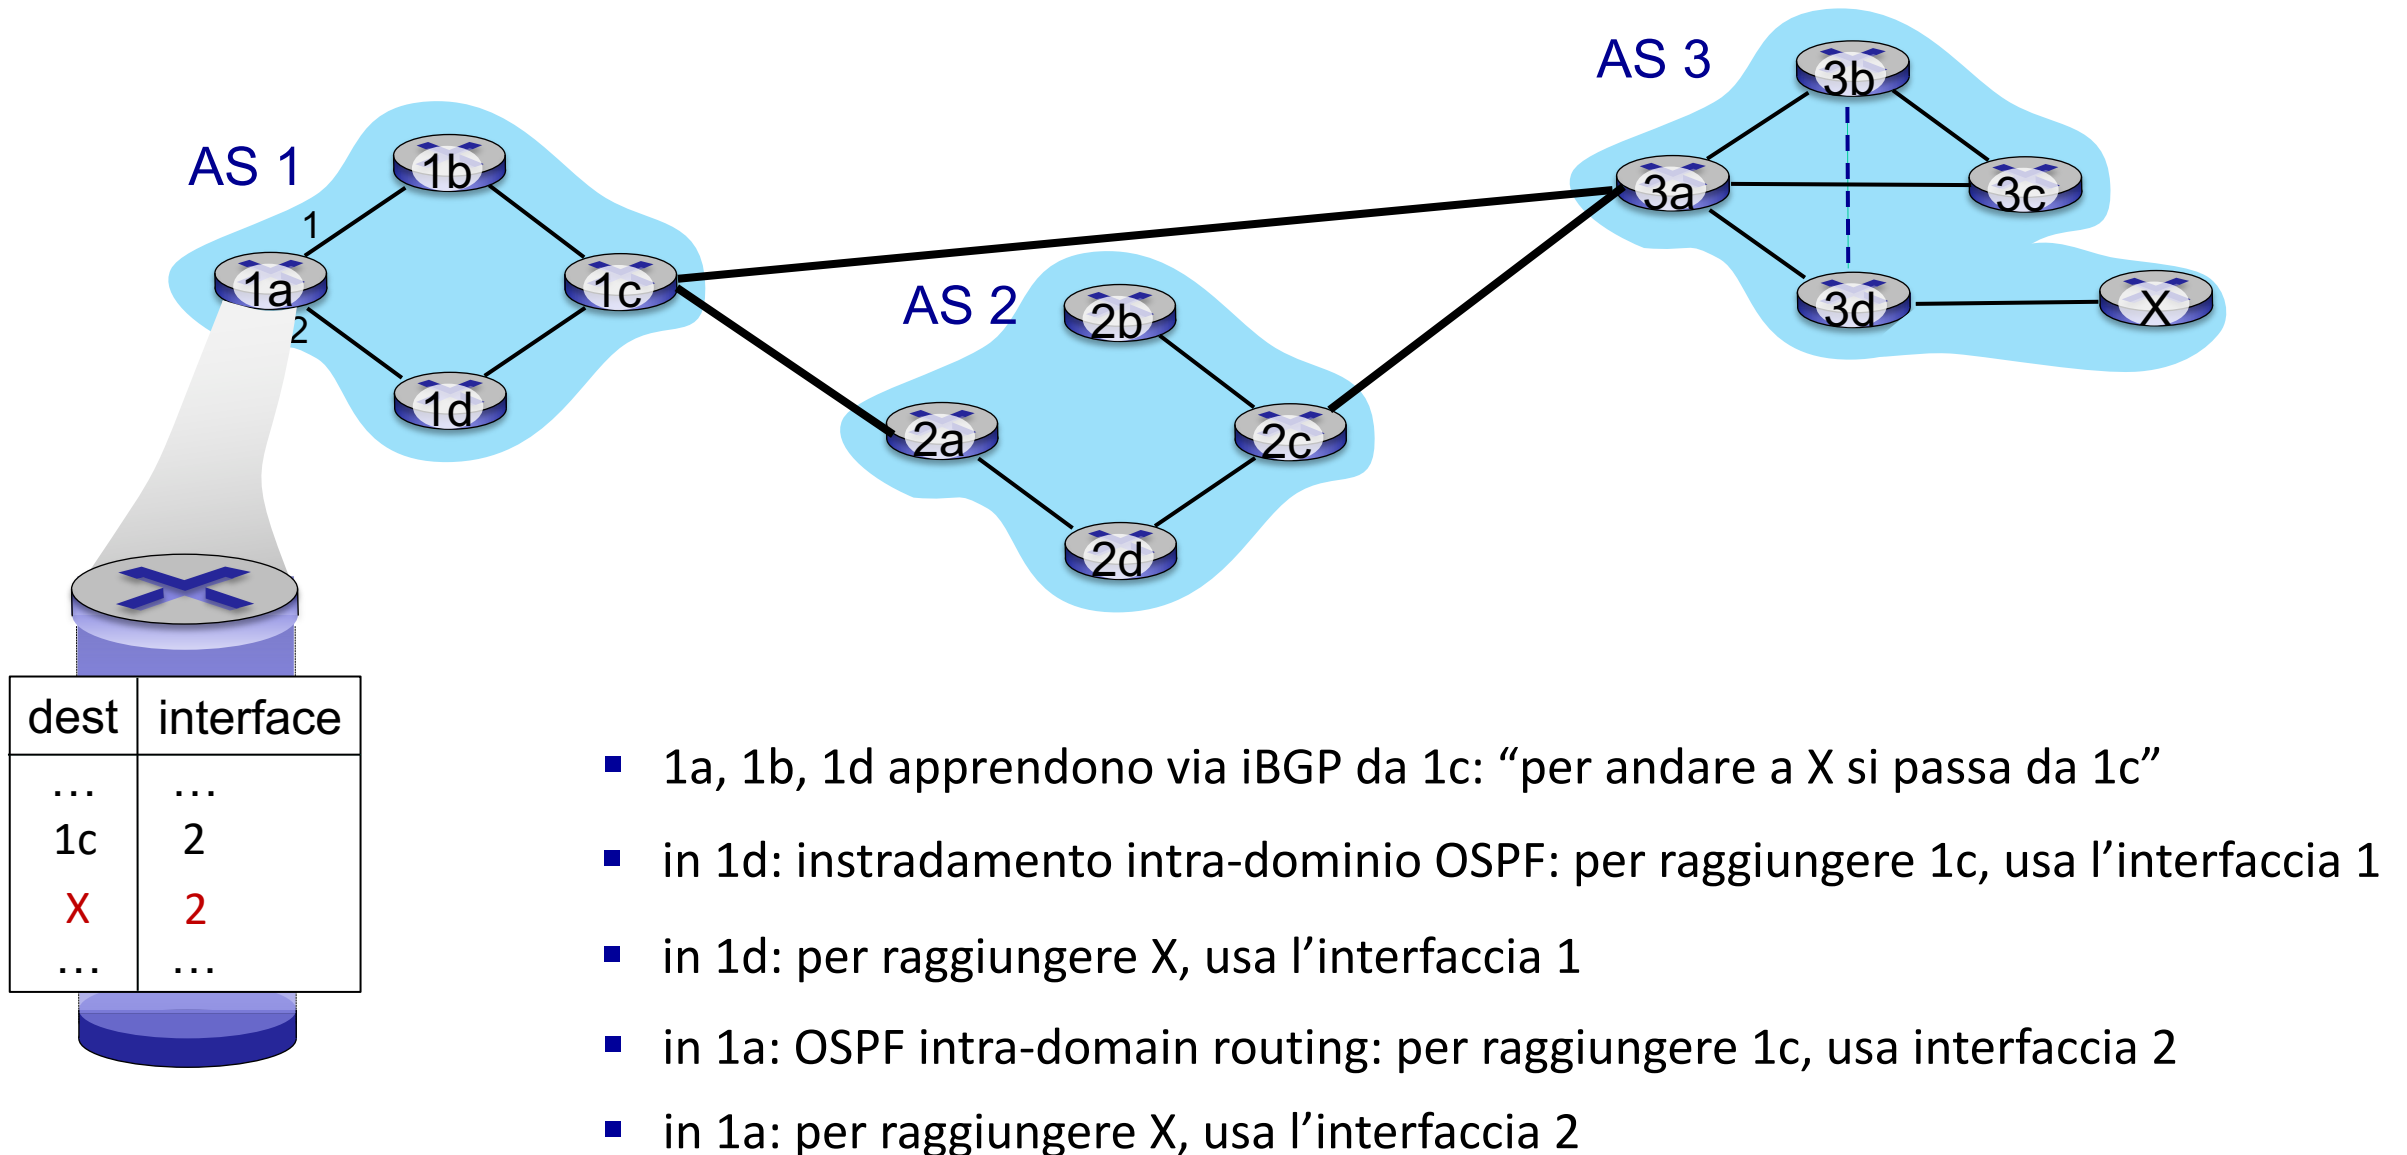 AS 3
3b
3a
3c
3d
X
AS 1
1b
1
1a
1c
2
1d
AS 2
2b
2a
2c
2d
dest interface
… …
1c 2
X 2
… …
▪ 1a, 1b, 1d apprendono via iBGP da 1c: “per andare a X si passa da 1c”
▪ in 1d: instradamento intra-dominio OSPF: per raggiungere 1c, usa l’interfaccia 1
▪ in 1d: per raggiungere X, usa l’interfaccia 1
▪ in 1a: OSPF intra-domain routing: per raggiungere 1c, usa interfaccia 2
▪ in 1a: per raggiungere X, usa l’interfaccia 2